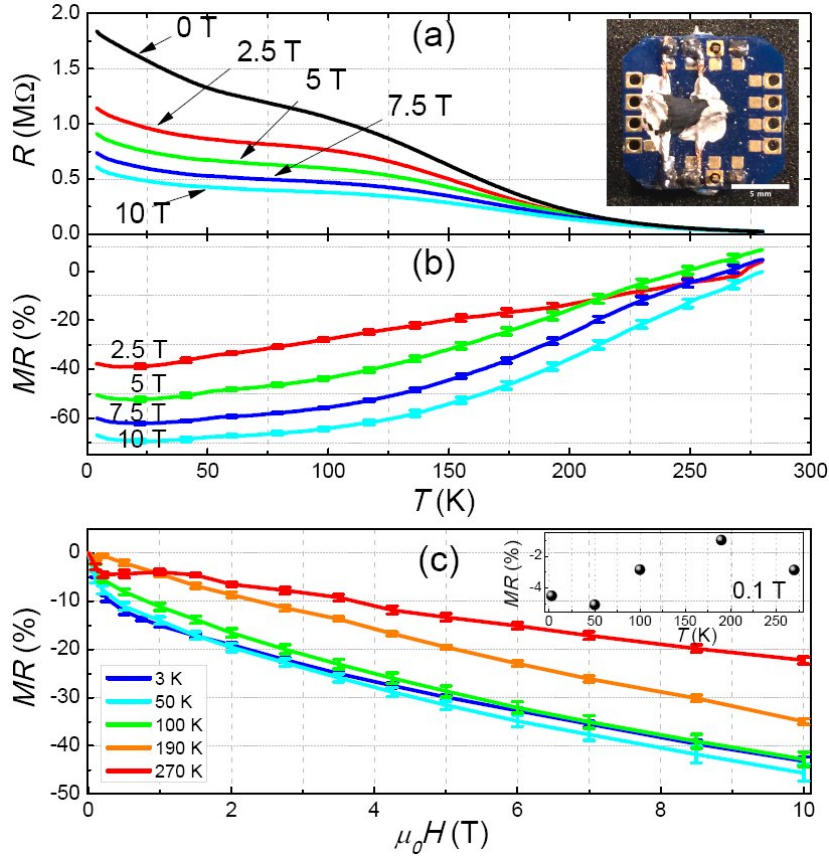 (a)
0 T
2.5 T
5 T
7.5 T
10 T
R (MΩ)
2.0
1.5
1.0
0.5
0.0
5 mm
(b)
MR (%)
0
-20
-40
-60
2.5 T
5 T
7.5 T
10 T
0 50 100 150 200 250 300
T (K)
(c)
MR (%)
0
-10
-20
-30
-40
-50
3 K
50 K
100 K
190 K
270 K
MR (%)
-2
-4
0.1 T
0 50 100 150 200 250
T (K)
0 2 4 6 8 10
μ₀H (T)